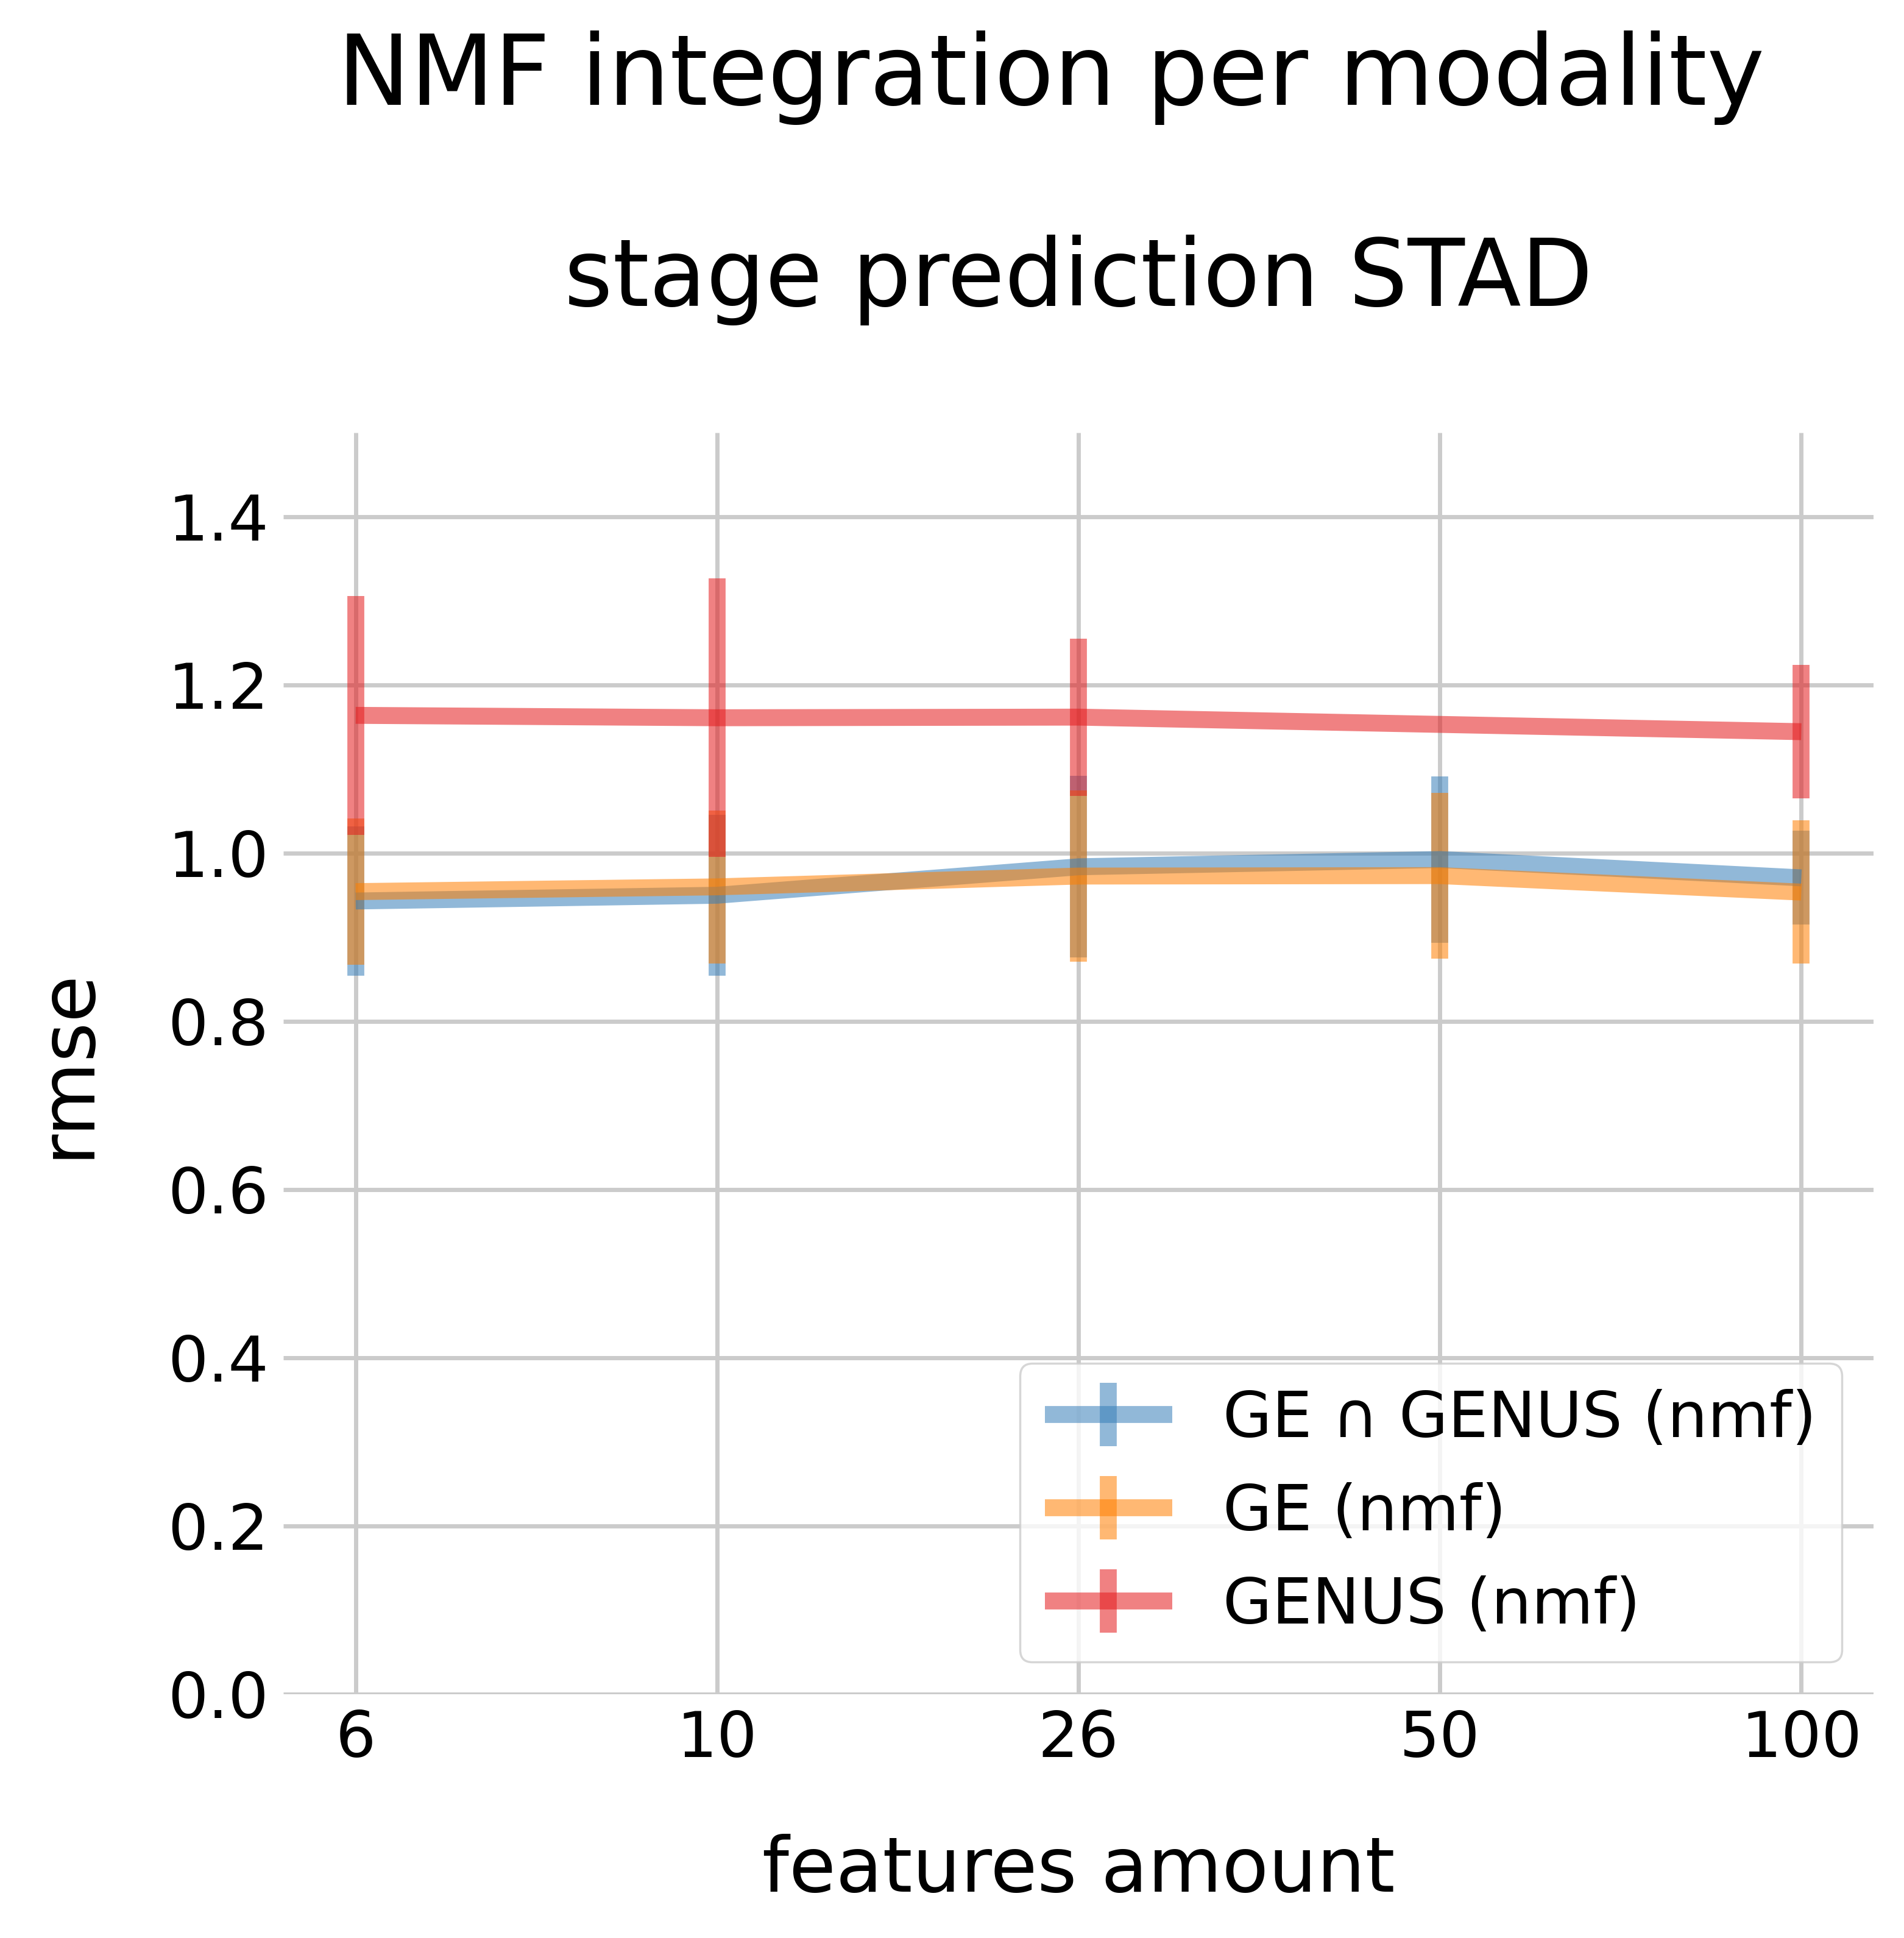 NMF integration per modality
stage prediction STAD
1.4
1.2
1.0
0.8
0.6
0.4
0.2
0.0
rmse
GE ∩ GENUS (nmf)
GE (nmf)
GENUS (nmf)
6 10 26 50 100
features amount